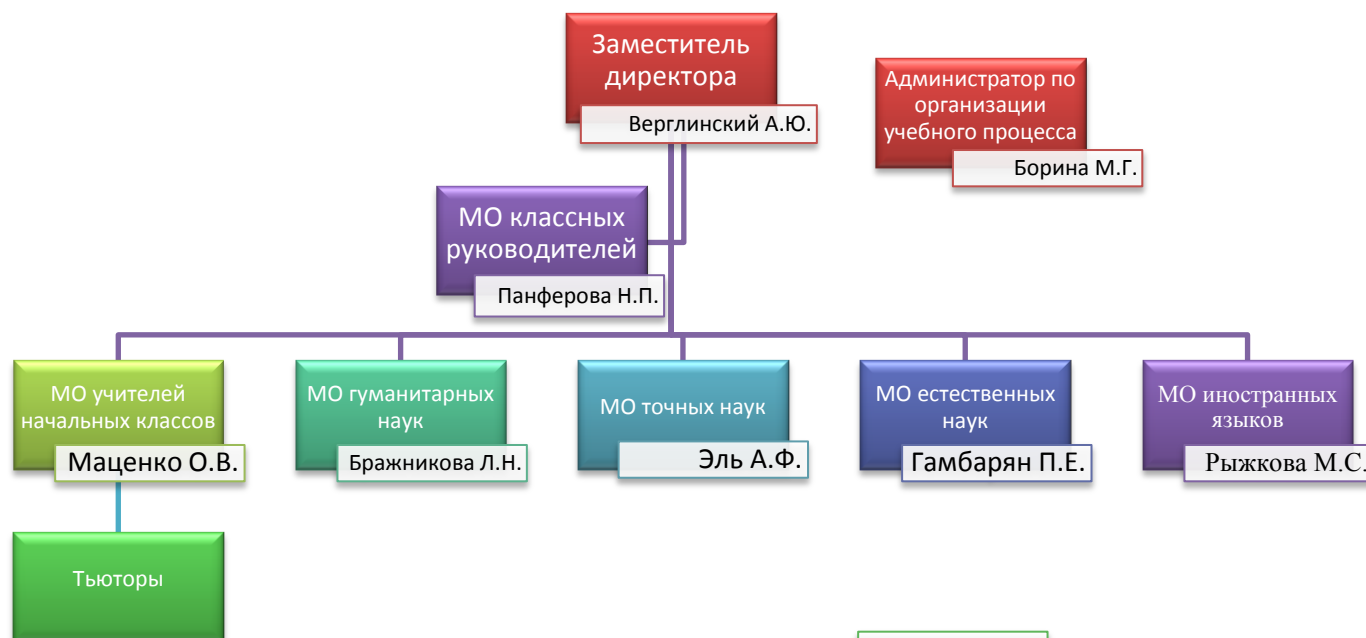 Заместитель
директора
Верглинский А.Ю.
Администратор по
организации
учебного процесса
Борина М.Г.
МО классных
руководителей
Панферова Н.П.
МО учителей
начальных классов
Маценко О.В.
МО гуманитарных
наук
Бражникова Л.Н.
МО точных наук
Эль А.Ф.
МО естественных
наук
Гамбарян П.Е.
МО иностранных
языков
Рыжкова М.С.
Тьюторы